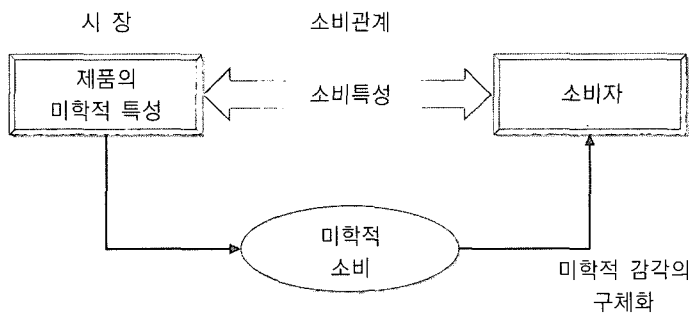 시 장
소비관계
제품의
미학적 특성
소비특성
소비자
미학적
소비
미학적 감각의
구체화